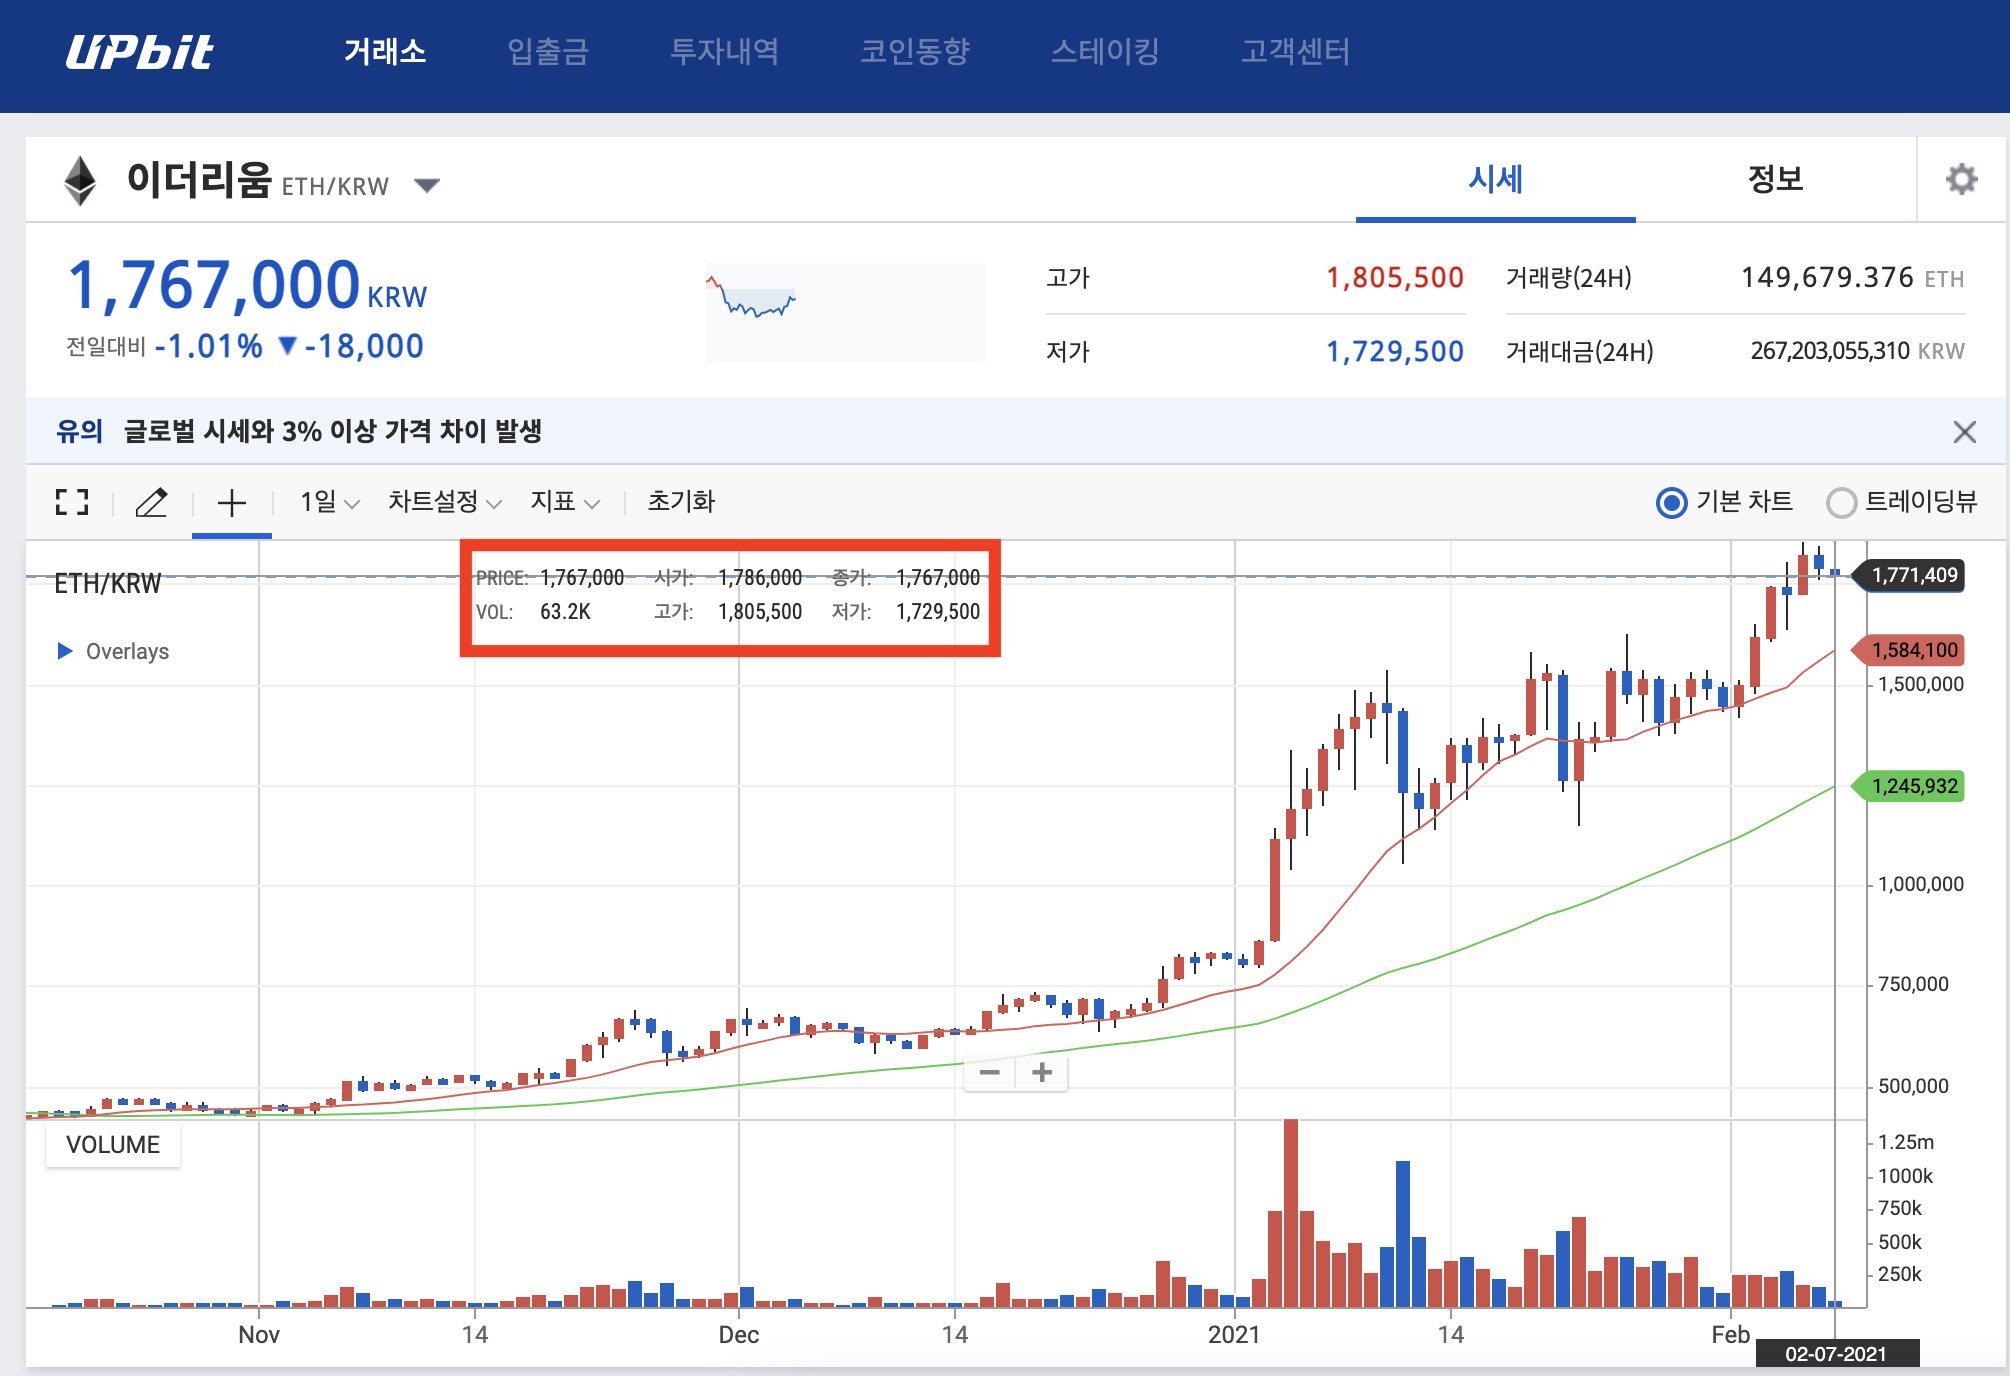 UPbit 거래소 입출금 투자내역 코인동향 스테이킹 고객센터
이더리움 ETH/KRW 시세 정보
1,767,000 KRW
전일대비 -1.01% ▼ -18,000
고가 1,805,500 거래량(24H) 149,679.376 ETH
저가 1,729,500 거래대금(24H) 267,203,055,310 KRW
유의 글로벌 시세와 3% 이상 가격 차이 발생
1일 차트설정 지표 초기화 기본 차트 트레이딩뷰
ETH/KRW
PRICE: 1,767,000 시가: 1,786,000 종가: 1,767,000
VOL: 63.2K 고가: 1,805,500 저가: 1,729,500
Overlays
1,771,409
1,584,100
1,500,000
1,245,932
1,000,000
750,000
500,000
VOLUME
1.25m
1000k
750k
500k
250k
Nov 14 Dec 14 2021 14 Feb
02-07-2021